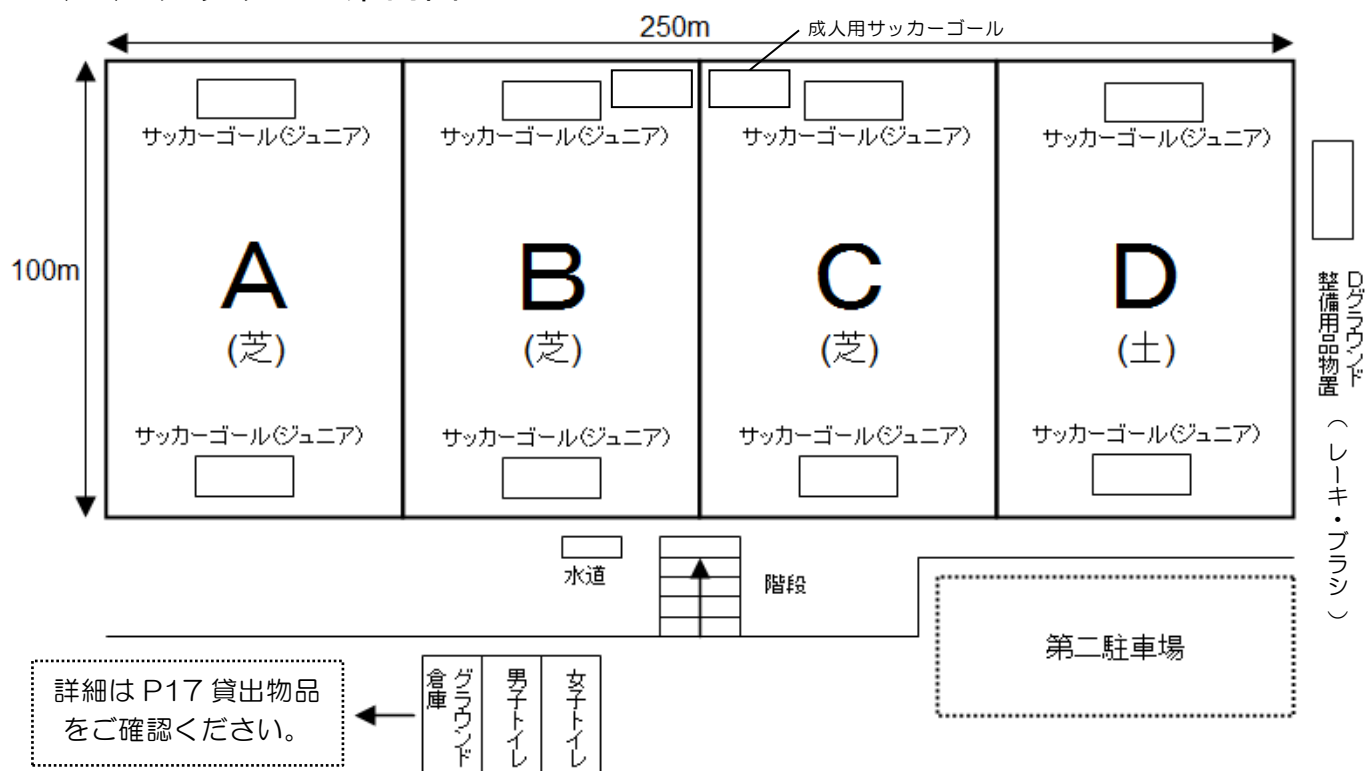 250m
成人用サッカーゴール
サッカーゴール(ジュニア)
サッカーゴール(ジュニア)
サッカーゴール(ジュニア)
サッカーゴール(ジュニア)
100m
A
(芝)
B
(芝)
C
(芝)
D
(土)
Dグラウンド
整備用品物置
（レーキ・ブラシ）
サッカーゴール(ジュニア)
サッカーゴール(ジュニア)
サッカーゴール(ジュニア)
サッカーゴール(ジュニア)
水道
階段
第二駐車場
詳細は P17 貸出物品
をご確認ください。
グラウンド
倉庫
男子トイレ
女子トイレ